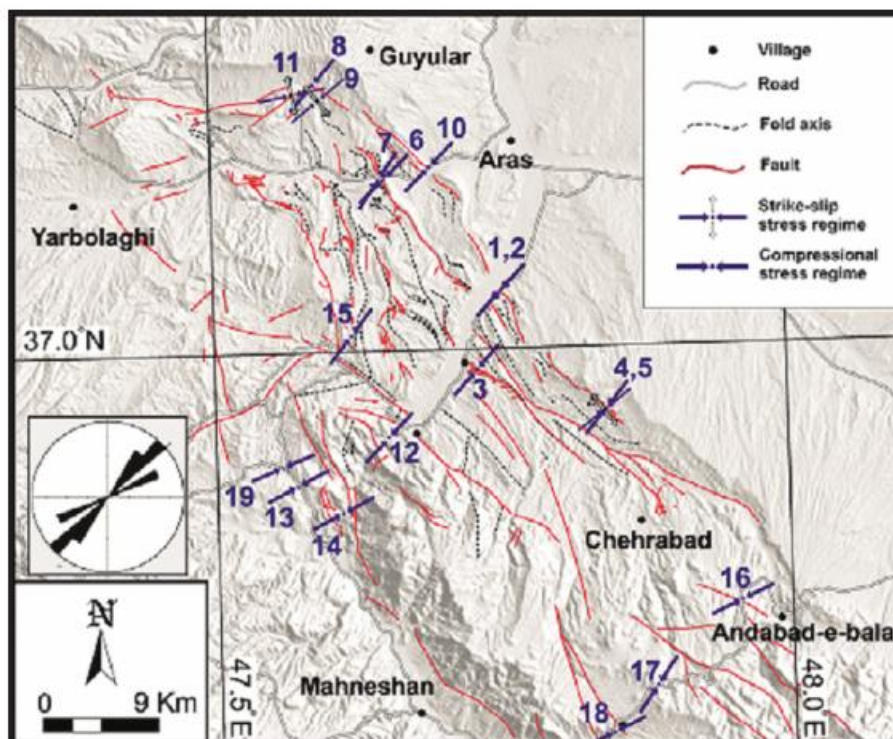 Guyular
Aras
Yarbolaghi
Chehrabad
Andabad-e-bala
Mahneshan
37.0°N
47.5°E
48.0 E
11
8
9
7
6
10
1,2
15
3
4,5
12
19
13
14
16
17
18
Village
Road
Fold axis
Fault
Strike-slip
stress regime
Compressional
stress regime
N
0 9 Km